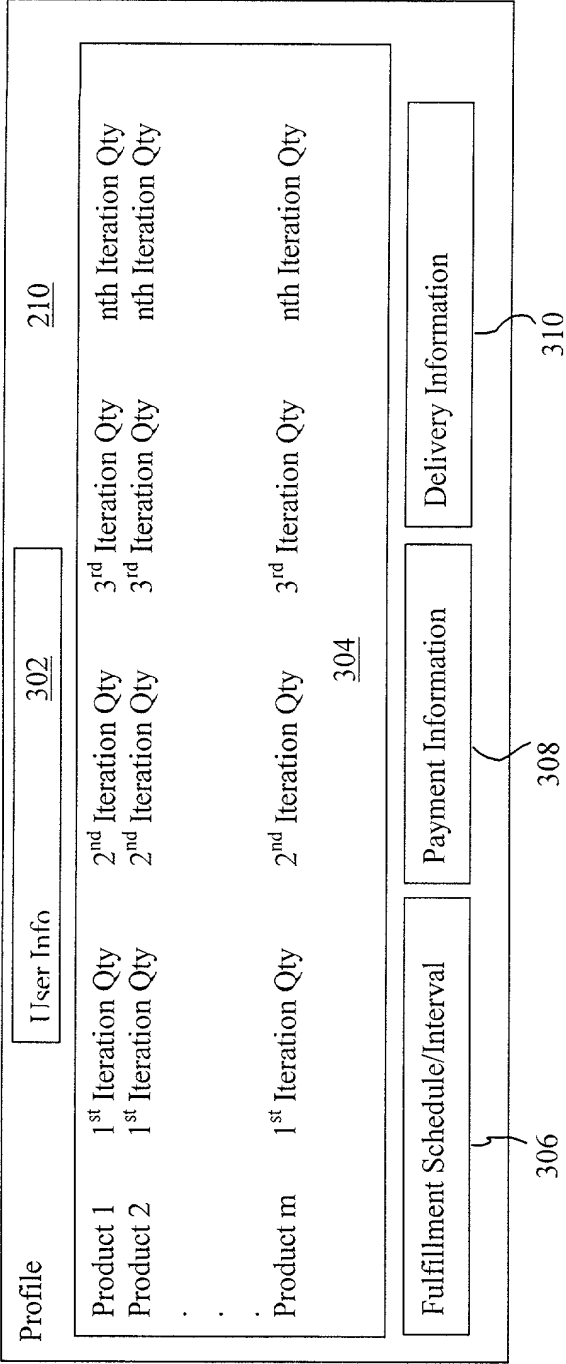 Profile
User Info 302 210
Product 1 1st Iteration Qty 2nd Iteration Qty 3rd Iteration Qty nth Iteration Qty
Product 2 1st Iteration Qty 2nd Iteration Qty 3rd Iteration Qty nth Iteration Qty
.
.
.
Product m 1st Iteration Qty 2nd Iteration Qty 3rd Iteration Qty nth Iteration Qty
304
Fulfillment Schedule/Interval Payment Information Delivery Information
306 308 310